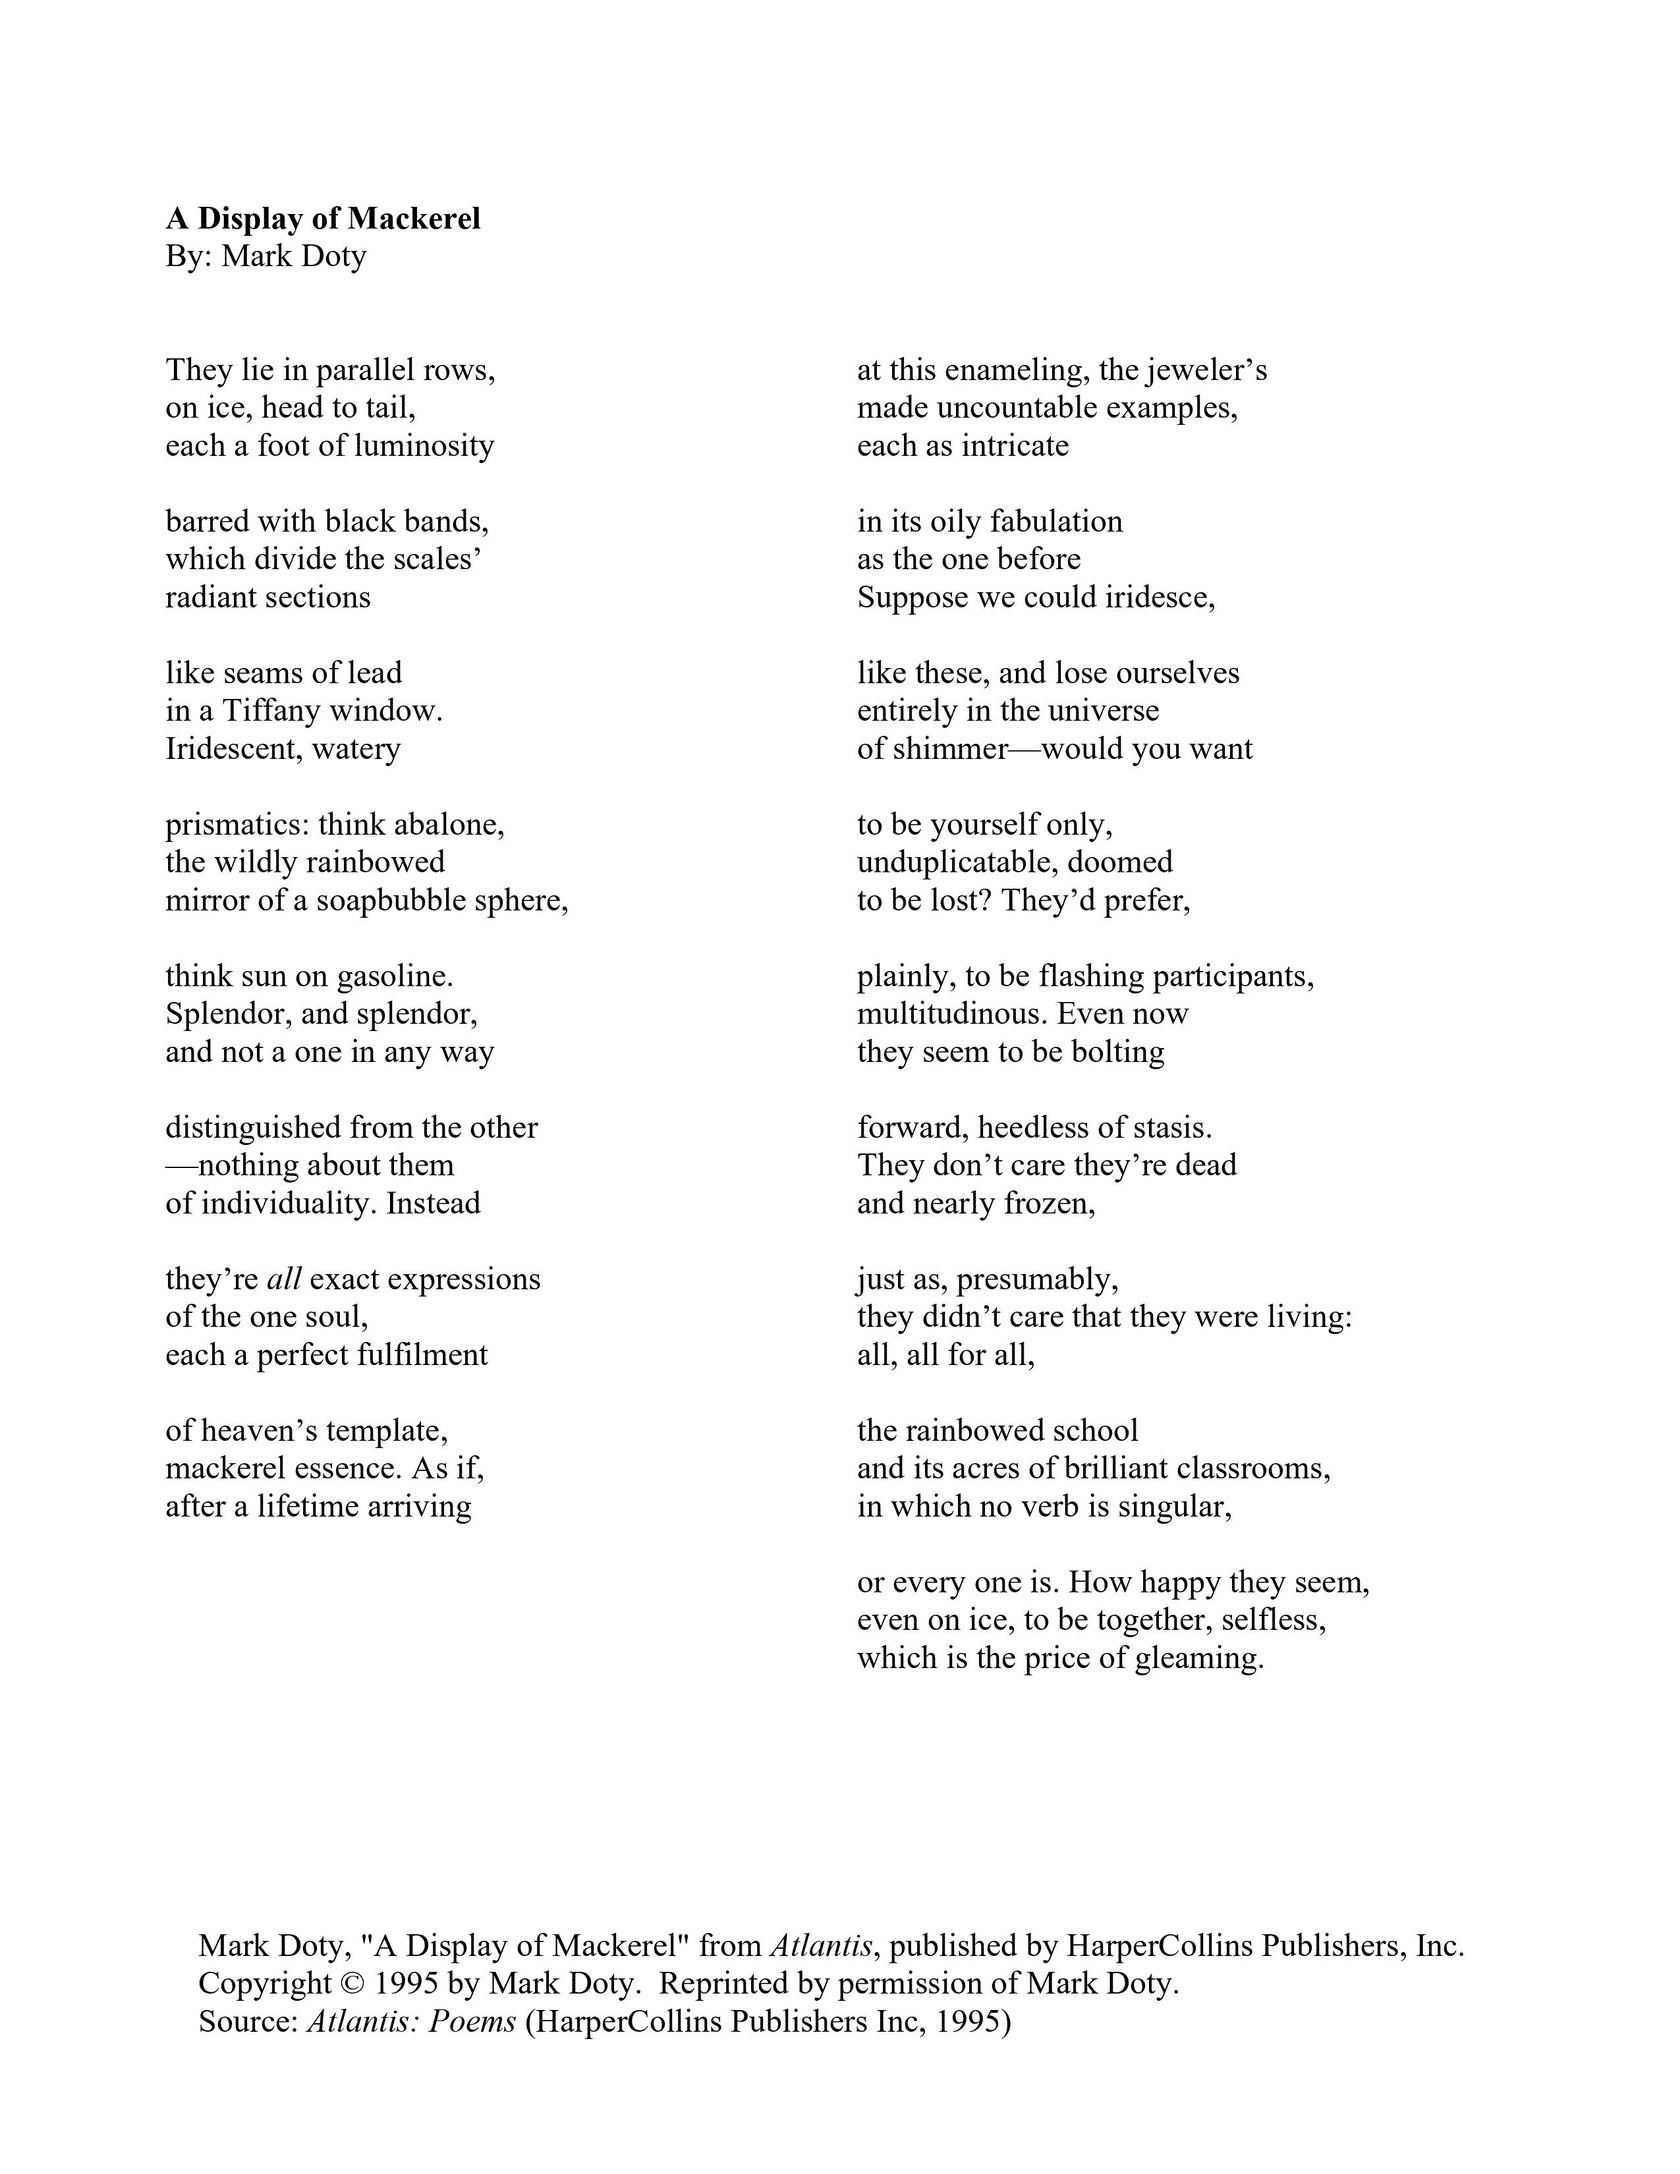 A Display of Mackerel
By: Mark Doty
They lie in parallel rows,
on ice, head to tail,
each a foot of luminosity
barred with black bands,
which divide the scales’
radiant sections
like seams of lead
in a Tiffany window.
Iridescent, watery
prismatics: think abalone,
the wildly rainbowed
mirror of a soapbubble sphere,
think sun on gasoline.
Splendor, and splendor,
and not a one in any way
distinguished from the other
—nothing about them
of individuality. Instead
they’re all exact expressions
of the one soul,
each a perfect fulfilment
of heaven’s template,
mackerel essence. As if,
after a lifetime arriving
at this enameling, the jeweler’s
made uncountable examples,
each as intricate
in its oily fabulation
as the one before
Suppose we could iridesce,
like these, and lose ourselves
entirely in the universe
of shimmer—would you want
to be yourself only,
unduplicatable, doomed
to be lost? They’d prefer,
plainly, to be flashing participants,
multitudinous. Even now
they seem to be bolting
forward, heedless of stasis.
They don’t care they’re dead
and nearly frozen,
just as, presumably,
they didn’t care that they were living:
all, all for all,
the rainbowed school
and its acres of brilliant classrooms,
in which no verb is singular,
or every one is. How happy they seem,
even on ice, to be together, selfless,
which is the price of gleaming.
Mark Doty, "A Display of Mackerel" from Atlantis, published by HarperCollins Publishers, Inc.
Copyright © 1995 by Mark Doty.  Reprinted by permission of Mark Doty.
Source: Atlantis: Poems (HarperCollins Publishers Inc, 1995)